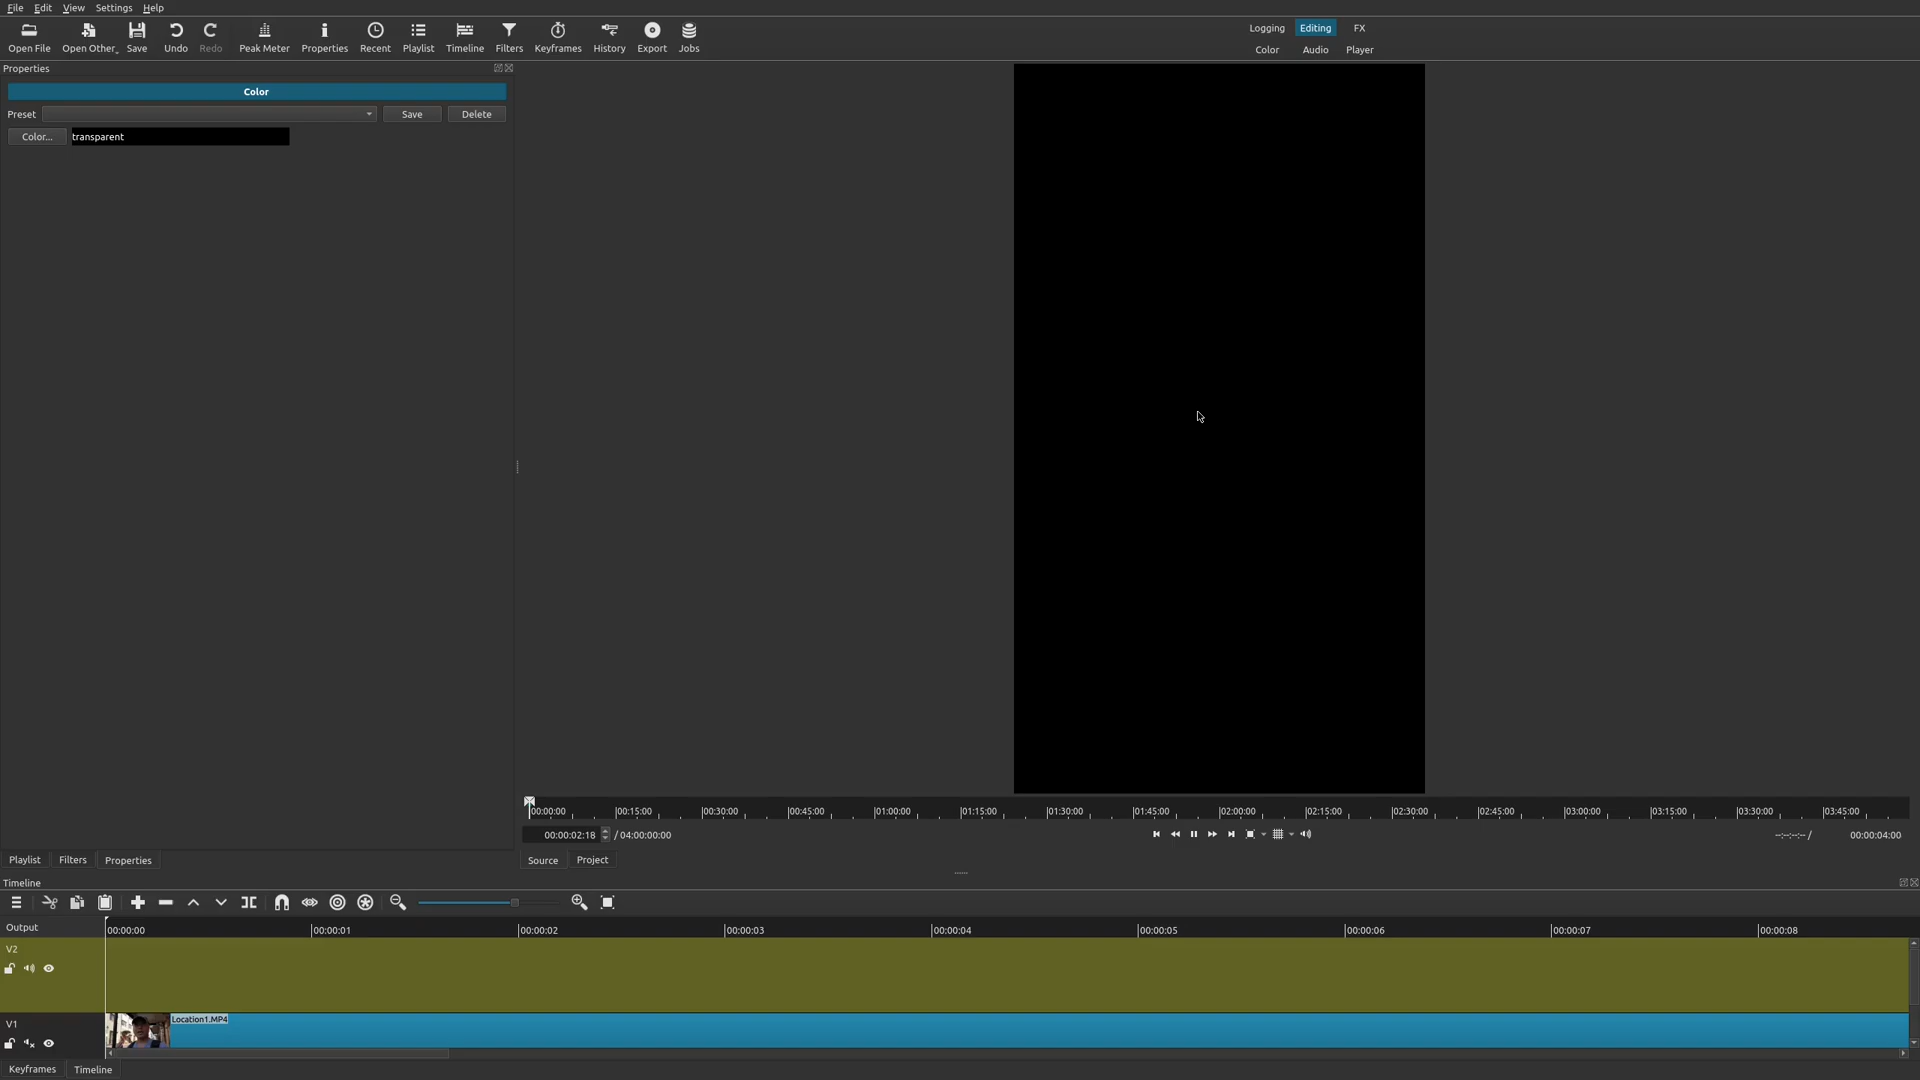 File Edit View Settings Help
Open File Open Other Save Undo Redo Peak Meter Properties Recent Playlist Timeline Filters Keyframes History Export Jobs
Logging Editing FX
Color Audio Player
Properties
Color
Preset Save Delete
Color... transparent
00:00:00 00:15:00 00:30:00 00:45:00 01:00:00 01:15:00 01:30:00 01:45:00 02:00:00 02:15:00 02:30:00 02:45:00 03:00:00 03:15:00 03:30:00 03:45:00
00:00:02:18 / 04:00:00:00 --:--:--:-- / 00:00:04:00
Playlist Filters Properties Source Project
Timeline
Output 00:00:00 00:00:01 00:00:02 00:00:03 00:00:04 00:00:05 00:00:06 00:00:07 00:00:08
V2
V1 Location1.MP4
Keyframes Timeline